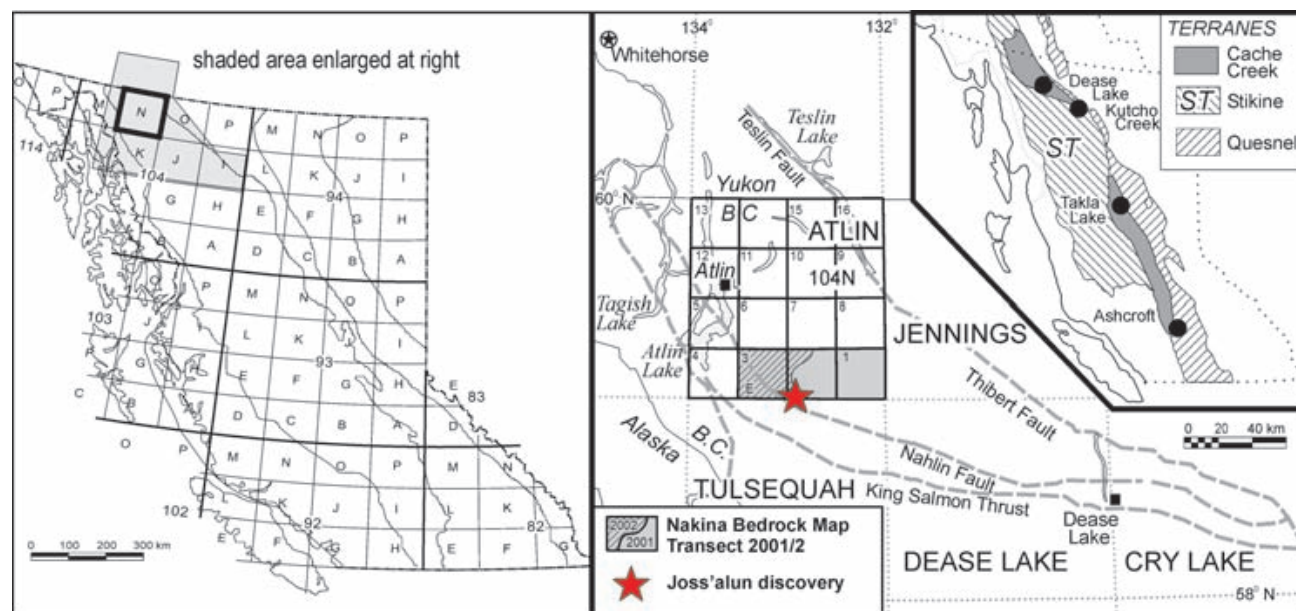 shaded area enlarged at right
P M N O P M N O P
114 K J I L K J I
104 94
G H E F G H
B A D C B A
O P M N O P
103 J L K I
93
P G H E F G H E 83
C B A D C B A D
O P M N O P M N
L K J I L K
102 92 82
E F G H E F G
0 100 200 300 km
134° 132°
Whitehorse
Teslin Lake
Teslin Fault
Yukon
60° N
13 B C 15 16
ATLIN
12 11 10 9
Atlin 104N
Tagish Lake
5 6 7 8
JENNINGS
Atlin Lake
4 3 1
E
Thibert Fault
Alaska
B.C.
Nahlin Fault
TULSEQUAH King Salmon Thrust
Dease Lake
2002
2001
Nakina Bedrock Map
Transect 2001/2
Joss'alun discovery
DEASE LAKE CRY LAKE
58° N
0 20 40 km
TERRANES
Cache Creek
ST Stikine
Quesnel
Dease Lake
Kutcho Creek
ST
Takla Lake
Ashcroft